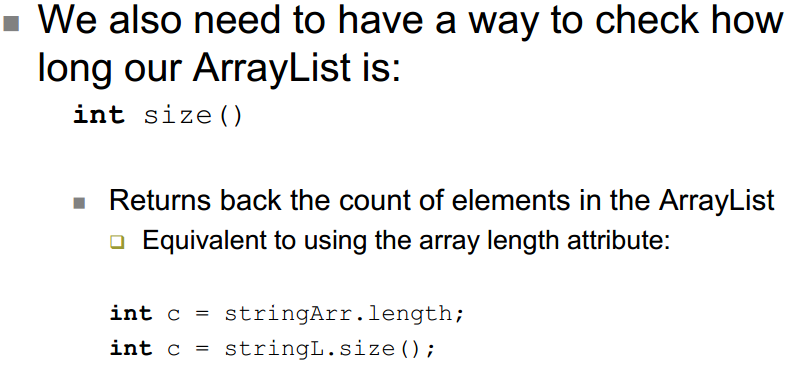 We also need to have a way to check how
long our ArrayList is:
int size()
Returns back the count of elements in the ArrayList
Equivalent to using the array length attribute:
int c = stringArr.length;
int c = stringL.size();